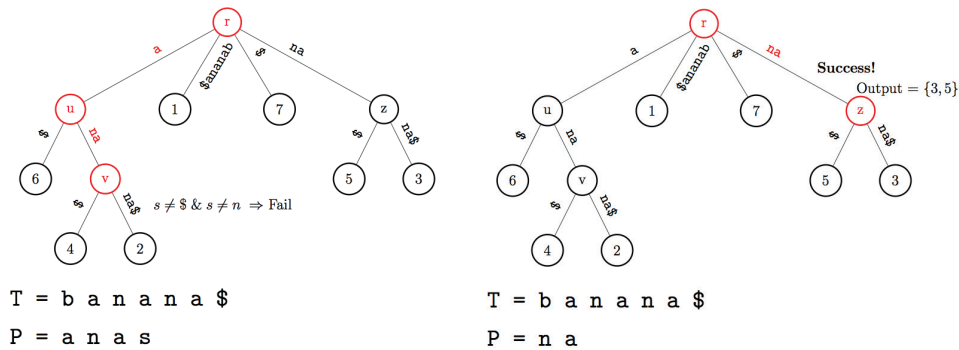 r
a
$ananab
$
na
u
1
7
z
$
na
$
na$
6
v
5
3
s ≠ $ & s ≠ n ⇒ Fail
$
na$
4
2
T = b a n a n a $
P = a n a s
r
a
$ananab
$
na
Success!
Output = {3, 5}
u
1
7
z
$
na
$
na$
6
v
5
3
$
na$
4
2
T = b a n a n a $
P = n a